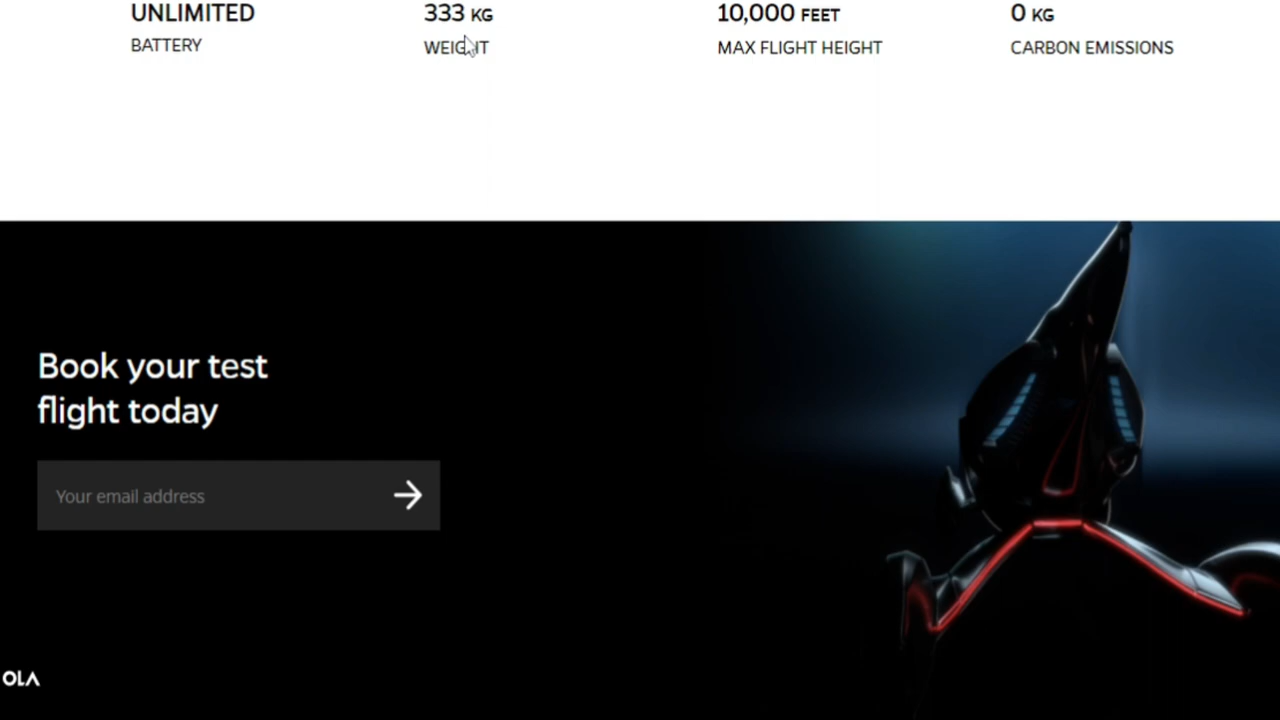 UNLIMITED
BATTERY
333 KG
WEIGHT
10,000 FEET
MAX FLIGHT HEIGHT
0 KG
CARBON EMISSIONS
Book your test
flight today
Your email address
OLA